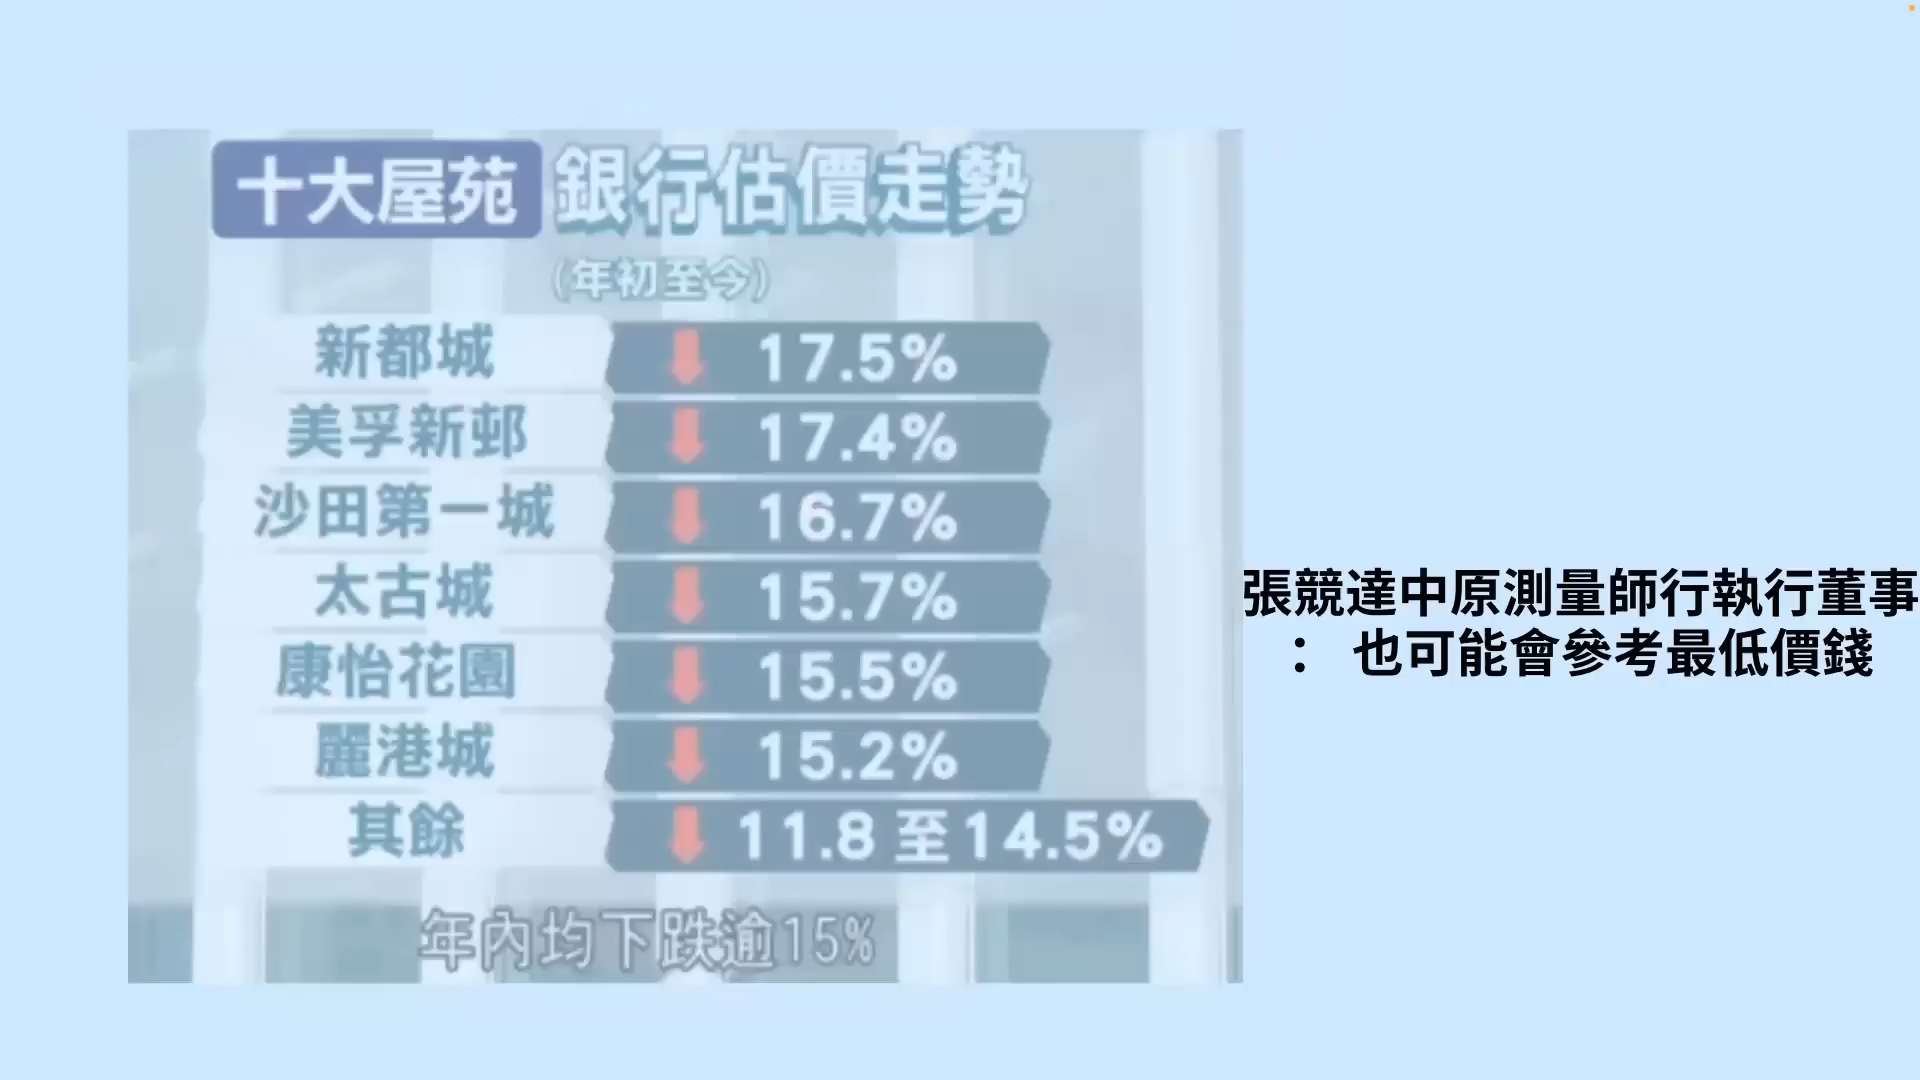 十大屋苑 銀行估價走勢
(年初至今)
新都城 17.5%
美孚新邨 17.4%
沙田第一城 16.7%
太古城 15.7%
康怡花園 15.5%
麗港城 15.2%
其餘 11.8 至 14.5%
年內均下跌逾15%
張競達中原測量師行執行董事
： 也可能會參考最低價錢